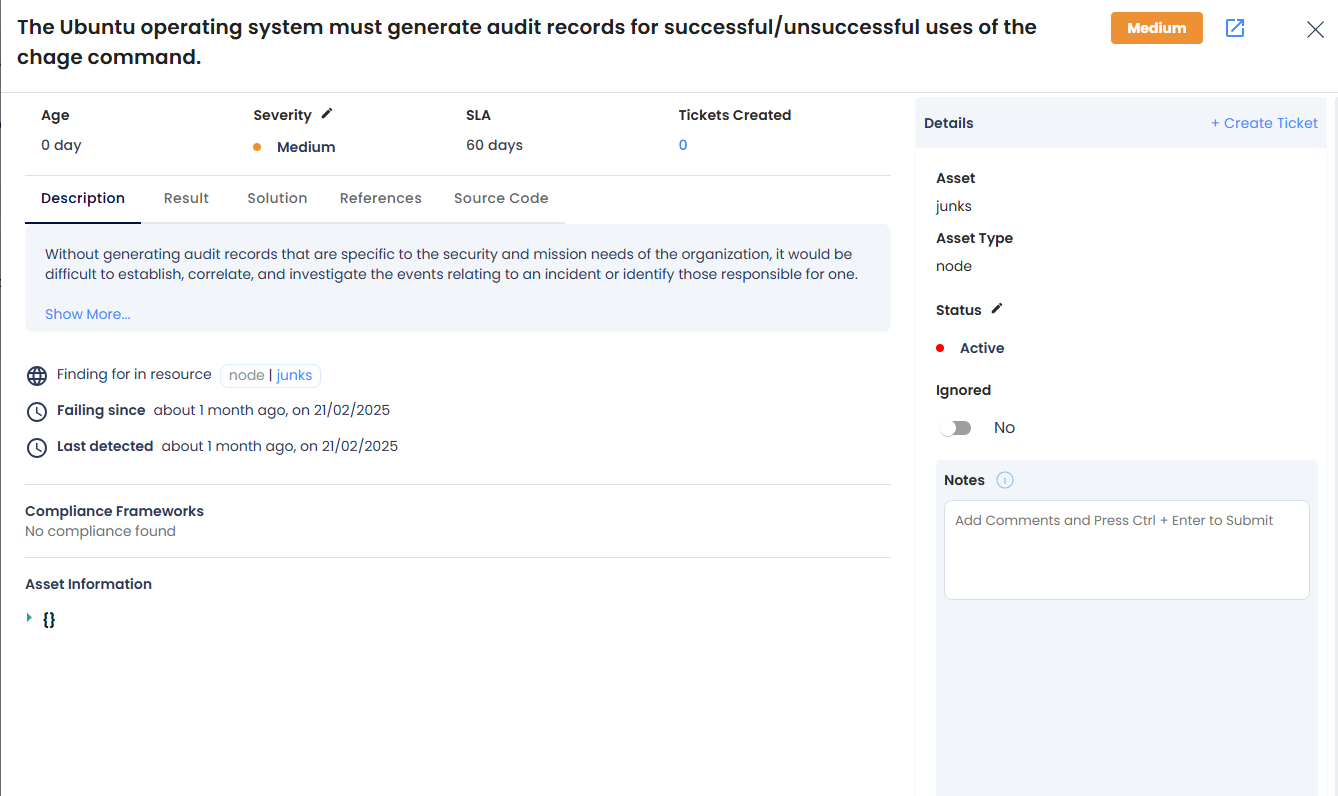 The Ubuntu operating system must generate audit records for successful/unsuccessful uses of the
chage command.
Medium
Age
Severity
SLA
Tickets Created
0 day
Medium
60 days
0
Description
Result
Solution
References
Source Code
Without generating audit records that are specific to the security and mission needs of the organization, it would be
difficult to establish, correlate, and investigate the events relating to an incident or identify those responsible for one.
Show More...
Finding for in resource node | junks
Failing since about 1 month ago, on 21/02/2025
Last detected about 1 month ago, on 21/02/2025
Compliance Frameworks
No compliance found
Asset Information
{}
Details
+ Create Ticket
Asset
junks
Asset Type
node
Status
Active
Ignored
No
Notes
Add Comments and Press Ctrl + Enter to Submit